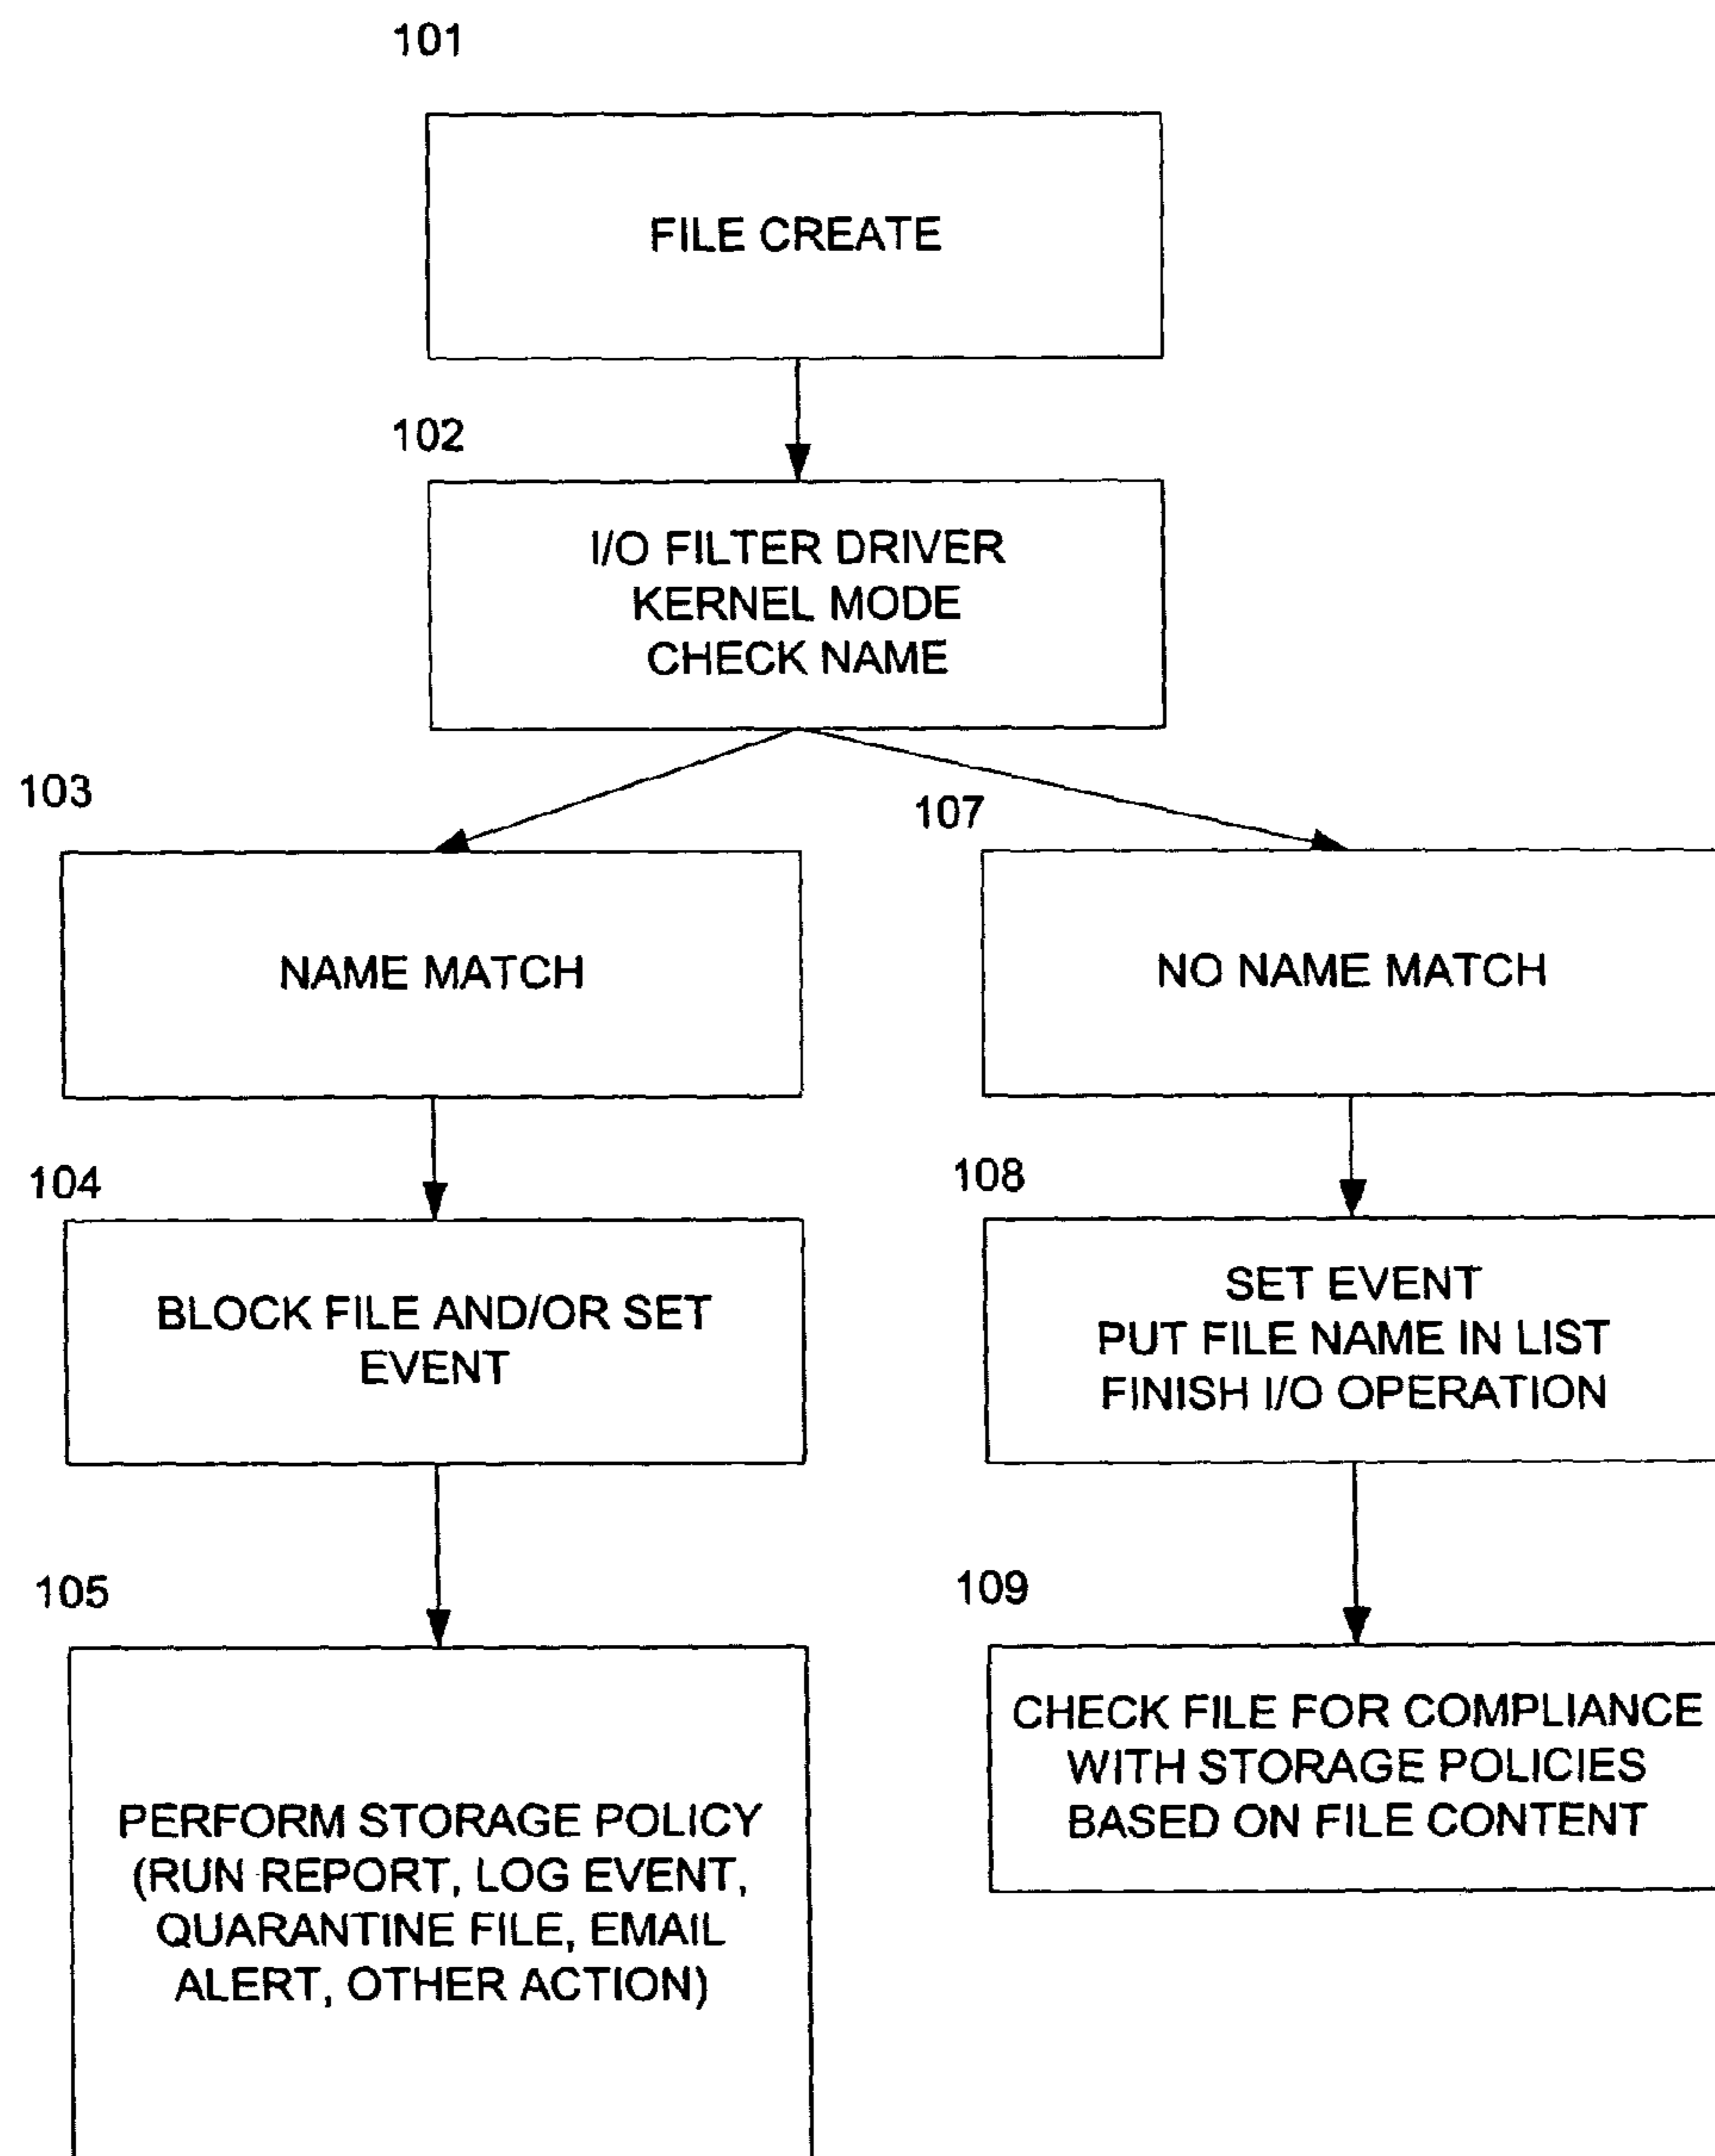 101
FILE CREATE
102
I/O FILTER DRIVER
KERNEL MODE
CHECK NAME
103
NAME MATCH
104
BLOCK FILE AND/OR SET
EVENT
105
PERFORM STORAGE POLICY
(RUN REPORT, LOG EVENT,
QUARANTINE FILE, EMAIL
ALERT, OTHER ACTION)
107
NO NAME MATCH
108
SET EVENT
PUT FILE NAME IN LIST
FINISH I/O OPERATION
109
CHECK FILE FOR COMPLIANCE
WITH STORAGE POLICIES
BASED ON FILE CONTENT